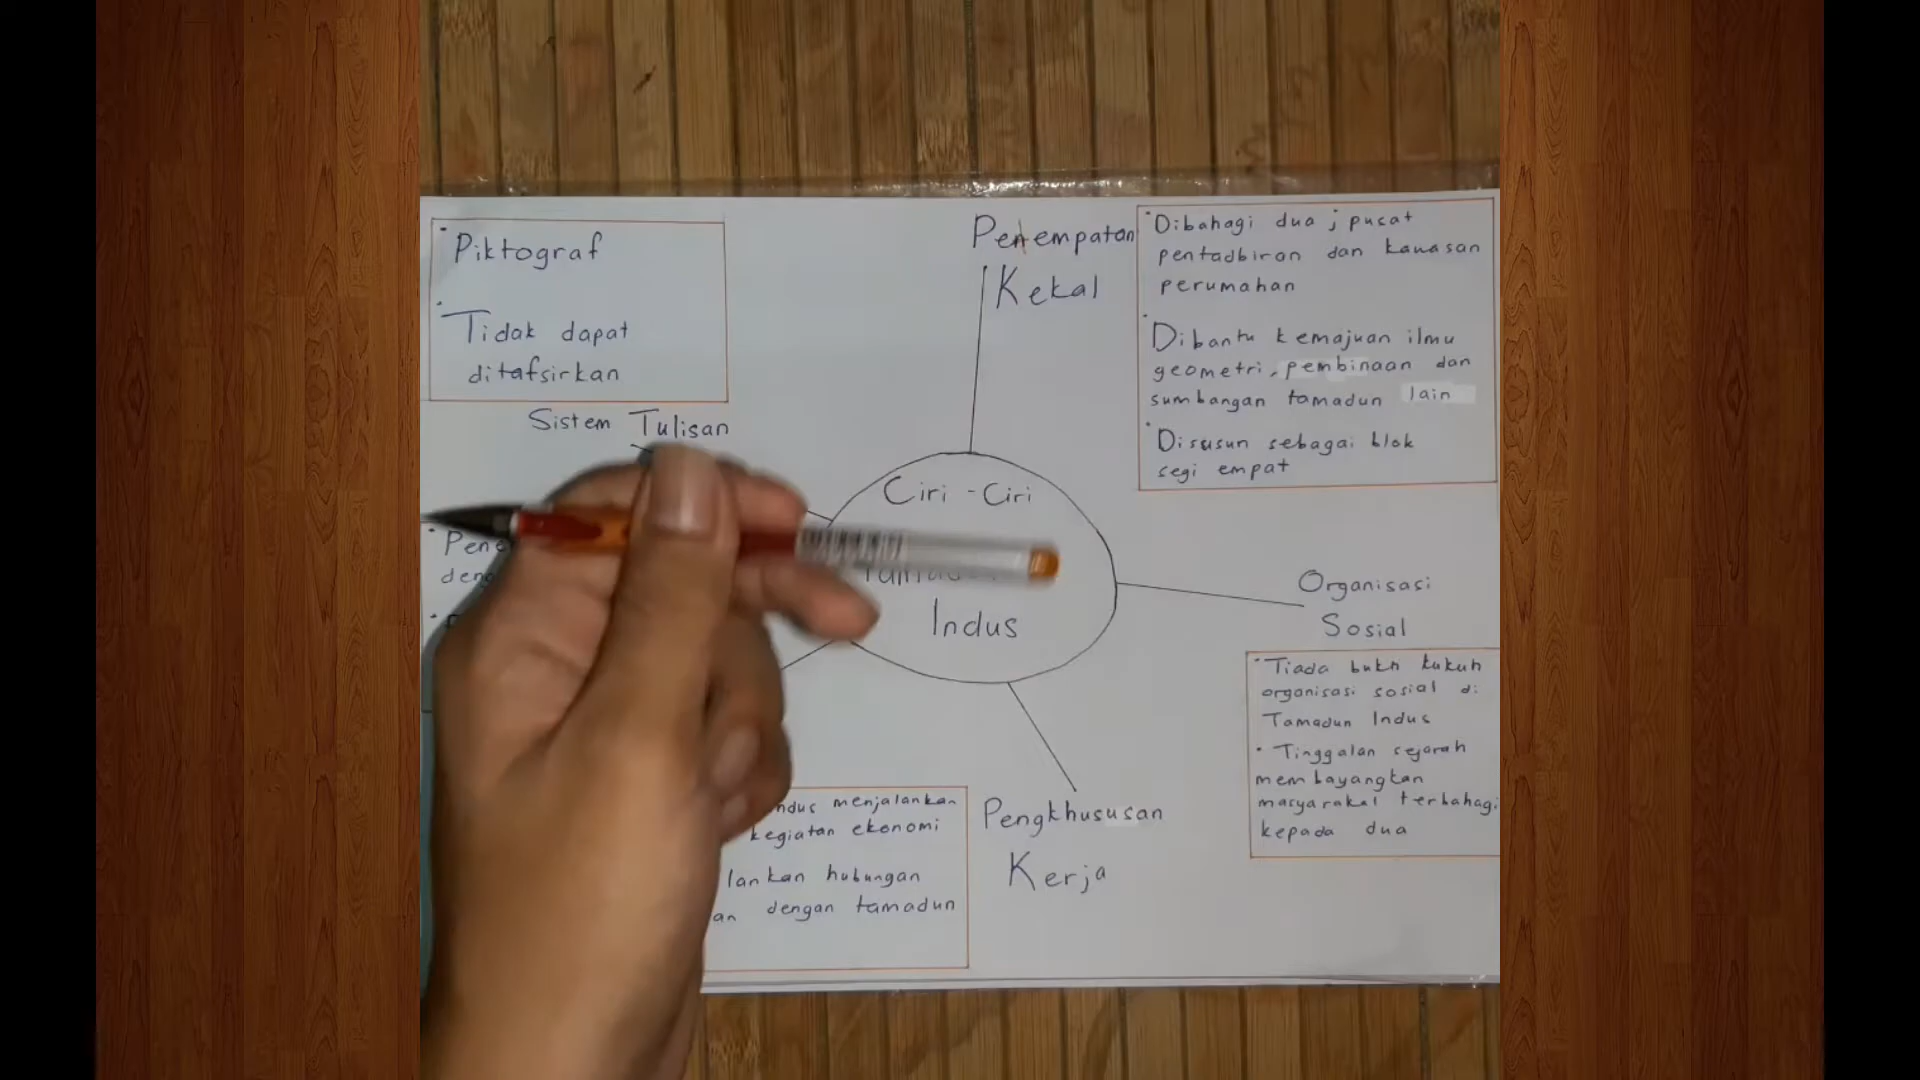 Piktograf
Tidak dapat
ditafsirkan
Sistem Tulisan
Penempatan
Kekal
Dibahagi dua ; pusat
pentadbiran dan kawasan
perumahan
Dibantu kemajuan ilmu
geometri, pembinaan dan
sumbangan tamadun lain
Disusun sebagai blok
segi empat
Ciri - Ciri
Indus
Organisasi
Sosial
Tiada bukti kukuh
organisasi sosial di
Tamadun Indus
Tinggalan sejarah
membayangkan
masyarakat terbahagi
kepada dua
Pengkhususan
Kerja
menjalankan
kegiatan ekonomi
hubungan
dengan tamadun